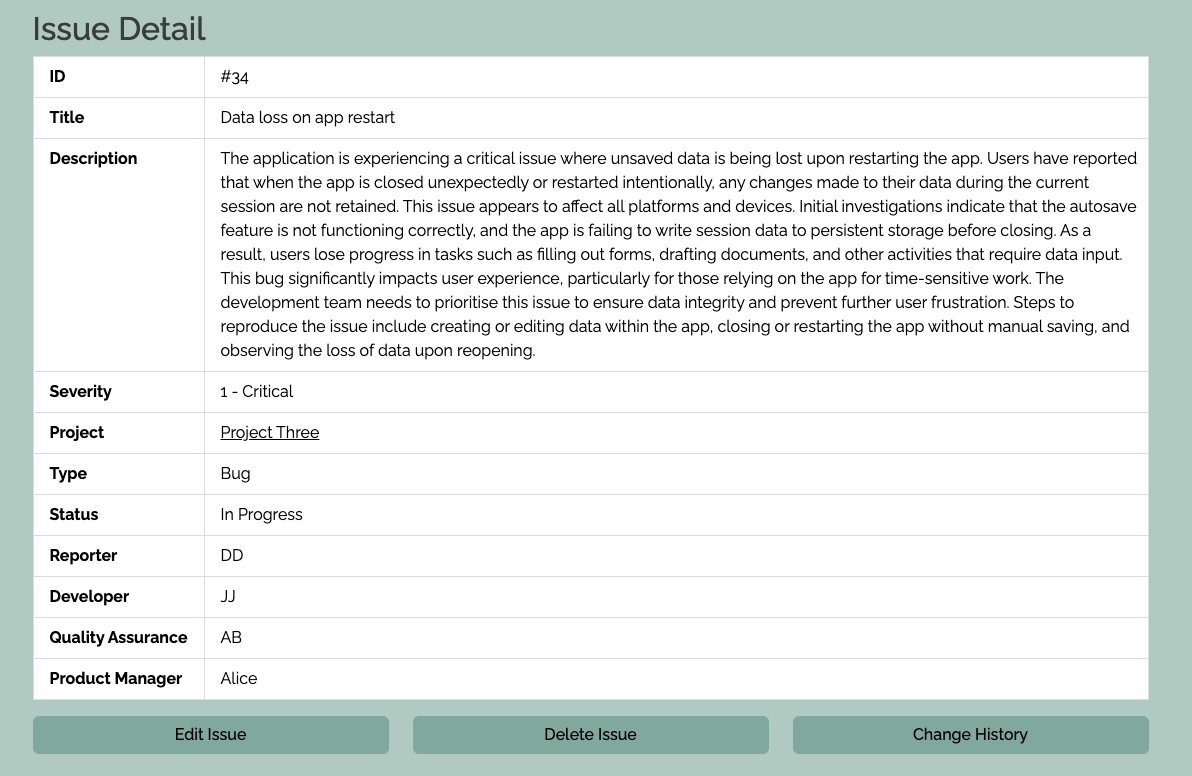 Issue Detail
ID #34
Title Data loss on app restart
Description The application is experiencing a critical issue where unsaved data is being lost upon restarting the app. Users have reported
that when the app is closed unexpectedly or restarted intentionally, any changes made to their data during the current
session are not retained. This issue appears to affect all platforms and devices. Initial investigations indicate that the autosave
feature is not functioning correctly, and the app is failing to write session data to persistent storage before closing. As a
result, users lose progress in tasks such as filling out forms, drafting documents, and other activities that require data input.
This bug significantly impacts user experience, particularly for those relying on the app for time-sensitive work. The
development team needs to prioritise this issue to ensure data integrity and prevent further user frustration. Steps to
reproduce the issue include creating or editing data within the app, closing or restarting the app without manual saving, and
observing the loss of data upon reopening.
Severity 1 - Critical
Project Project Three
Type Bug
Status In Progress
Reporter DD
Developer JJ
Quality Assurance AB
Product Manager Alice
Edit Issue Delete Issue Change History